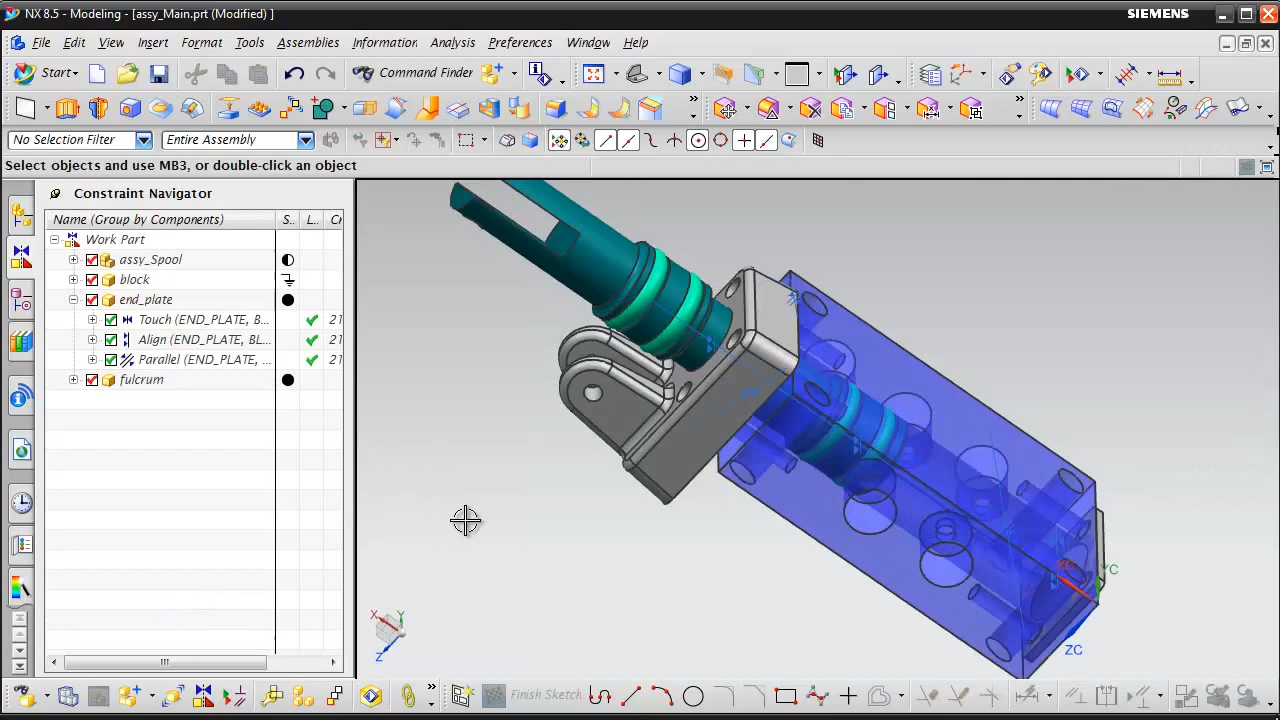 NX 8.5 - Modeling - [assy_Main.prt (Modified) ]
SIEMENS
File Edit View Insert Format Tools Assemblies Information Analysis Preferences Window Help
Start Command Finder
No Selection Filter Entire Assembly
Select objects and use MB3, or double-click an object
Constraint Navigator
Name (Group by Components) S.. L.. Cr
Work Part
assy_Spool
block
end_plate
Touch (END_PLATE, B... 21
Align (END_PLATE, BL... 21
Parallel (END_PLATE, ... 21
fulcrum
XC
YC
ZC
X
Y
Z
Finish Sketch